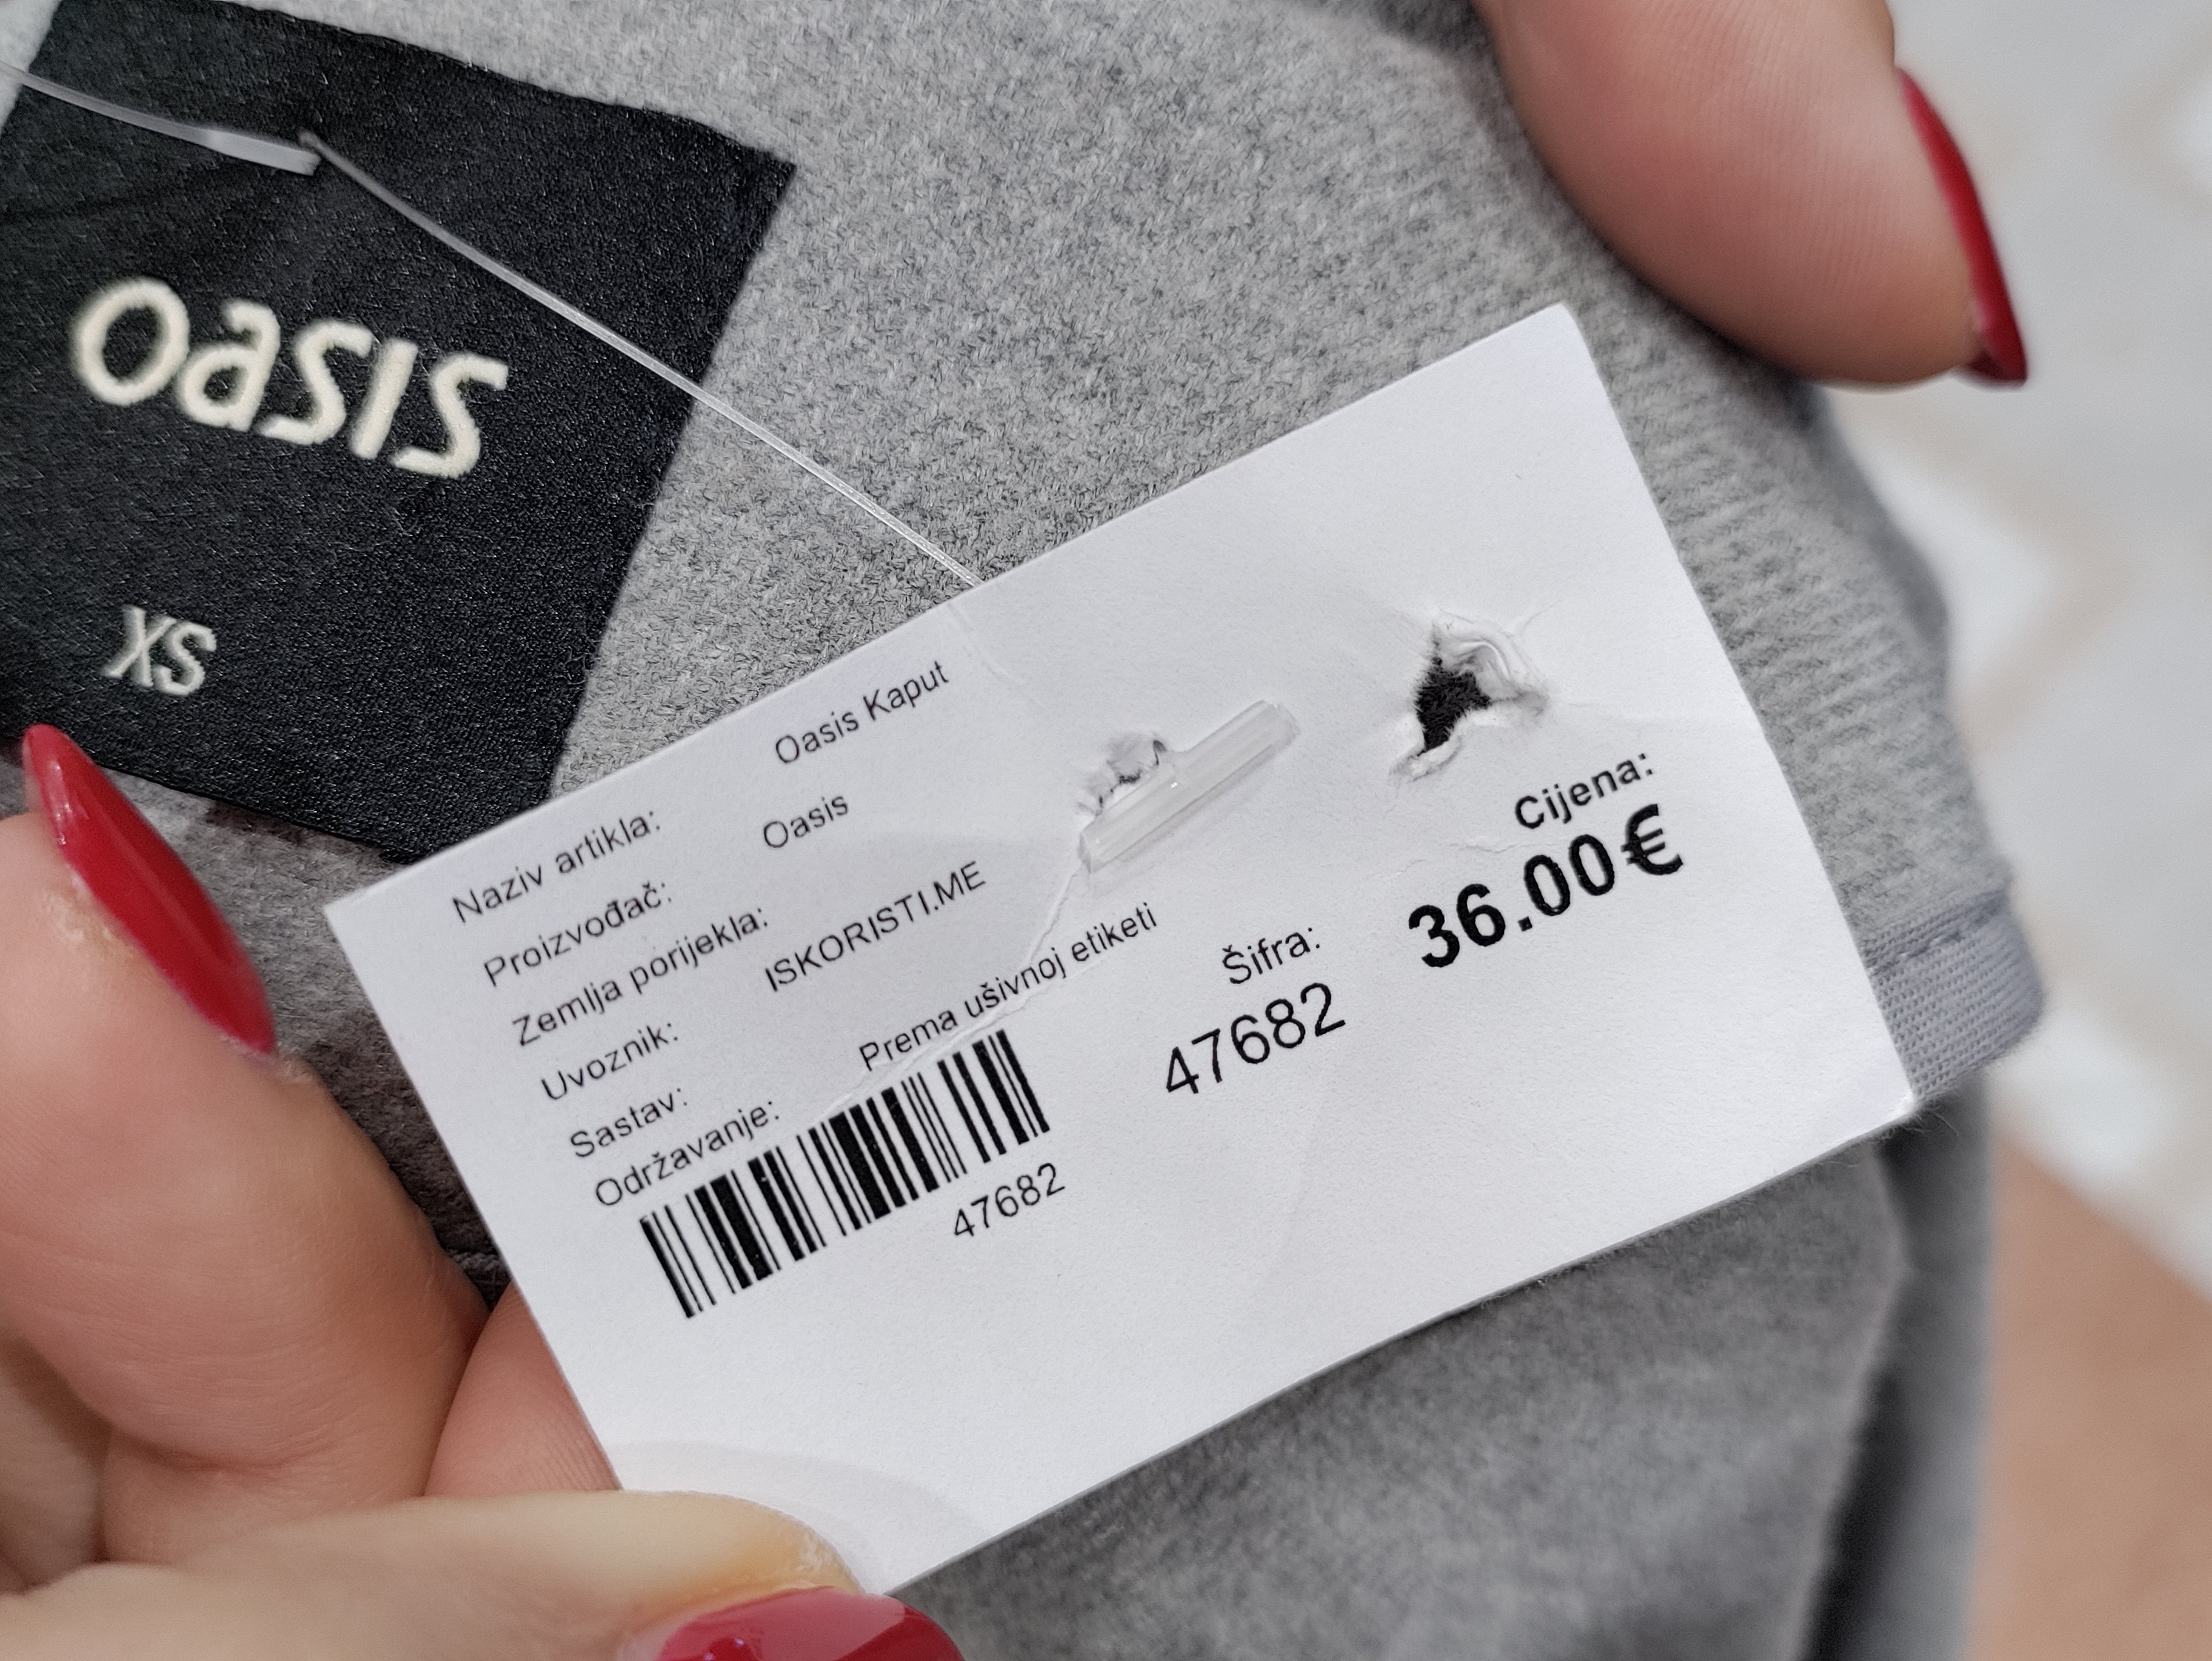 oasis
XS
Naziv artikla: Oasis Kaput
Proizvođač: Oasis
Zemlja porijekla:
Uvoznik: ISKORISTI.ME
Sastav:
Održavanje: Prema ušivnoj etiketi
47682
Šifra:
47682
Cijena:
36.00€